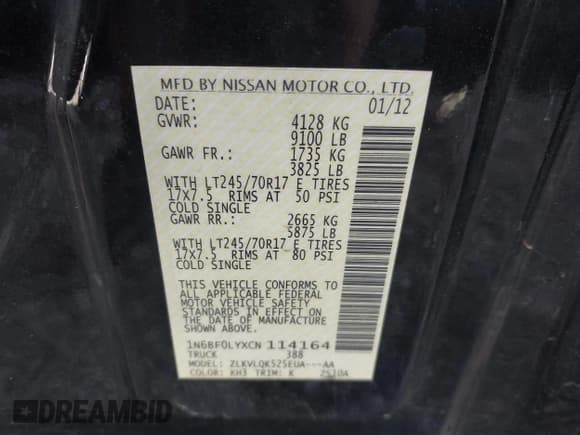 MFD BY NISSAN MOTOR CO., LTD.
DATE: 01/12
GVWR: 4128 KG
9100 LB
GAWR FR.: 1735 KG
3825 LB
WITH LT245/70R17 E TIRES
17X7.5 RIMS AT 50 PSI
COLD SINGLE
GAWR RR.: 2665 KG
5875 LB
WITH LT245/70R17 E TIRES
17X7.5 RIMS AT 80 PSI
COLD SINGLE
THIS VEHICLE CONFORMS TO
ALL APPLICABLE FEDERAL
MOTOR VEHICLE SAFETY
STANDARDS IN EFFECT ON
THE DATE OF MANUFACTURE
SHOWN ABOVE.
1N6BF0LYXCN 114164
TRUCK 388
MODEL: ZLKVLQK525EUA---AA
COLOR: KH3 TRIM: K
DREAMBID